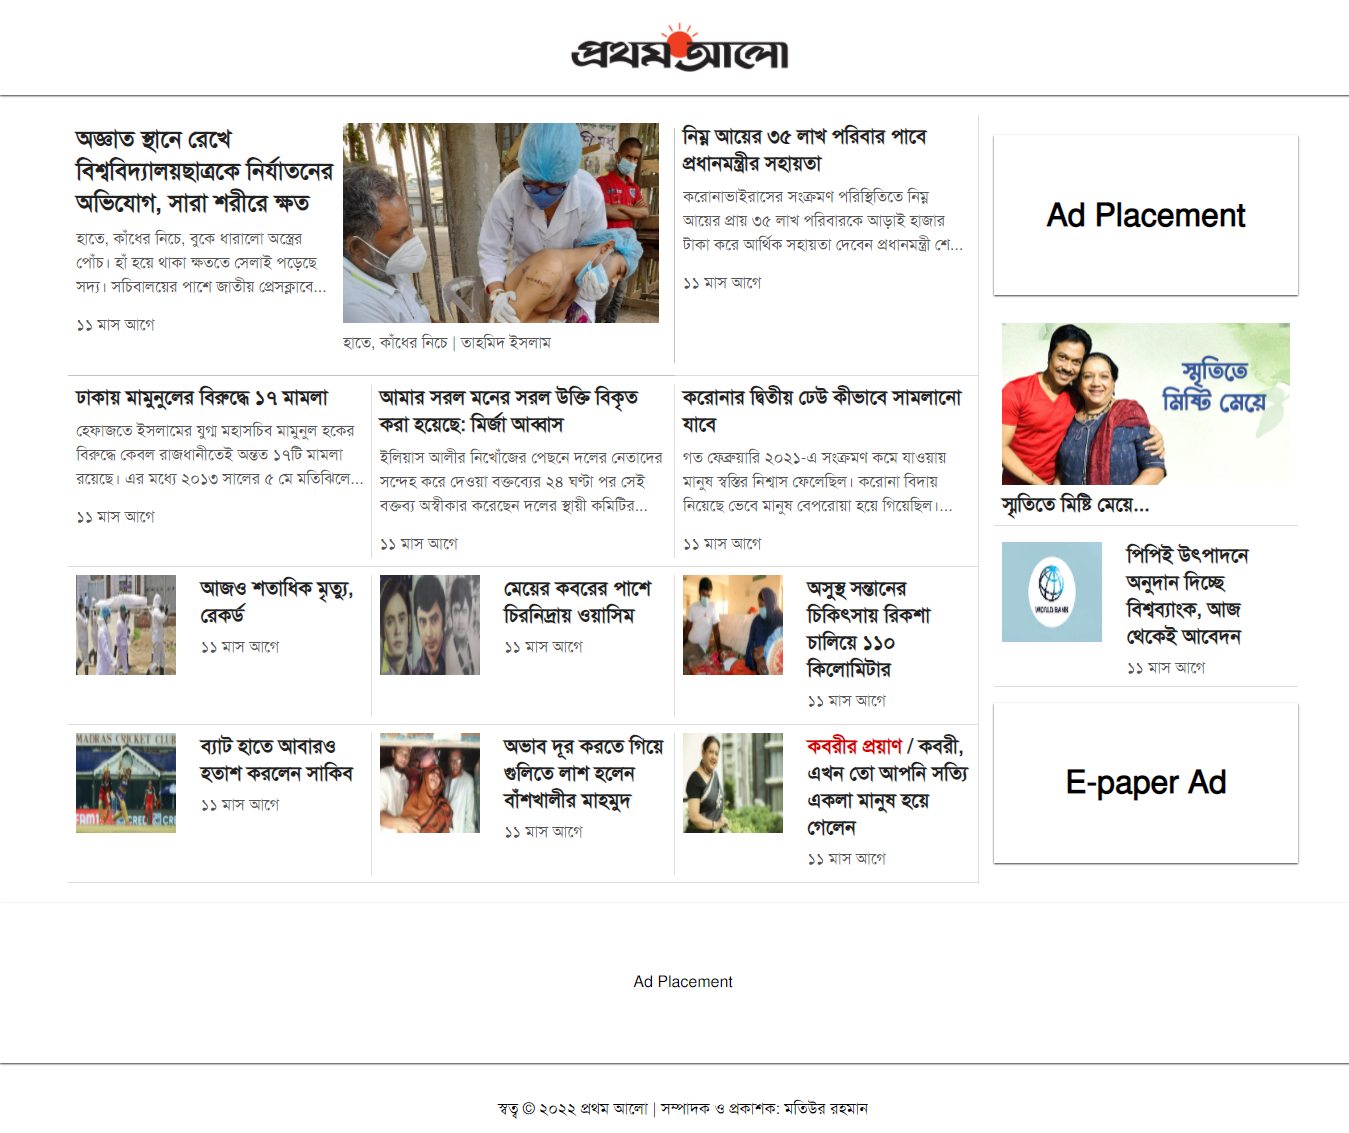 প্রথম আলো
অজ্ঞাত স্থানে রেখে
বিশ্ববিদ্যালয়ছাত্রকে নির্যাতনের
অভিযোগ, সারা শরীরে ক্ষত
হাতে, কাঁধের নিচে, বুকে ধারালো অস্ত্রের
পোঁচ। হাঁ হয়ে থাকা ক্ষততে সেলাই পড়েছে
সদ্য। সচিবালয়ের পাশে জাতীয় প্রেসক্লাবে...
১১ মাস আগে
হাতে, কাঁধের নিচে | তাহমিদ ইসলাম
নিম্ন আয়ের ৩৫ লাখ পরিবার পাবে
প্রধানমন্ত্রীর সহায়তা
করোনাভাইরাসের সংক্রমণ পরিস্থিতিতে নিম্ন
আয়ের প্রায় ৩৫ লাখ পরিবারকে আড়াই হাজার
টাকা করে আর্থিক সহায়তা দেবেন প্রধানমন্ত্রী শে...
১১ মাস আগে
ঢাকায় মামুনুলের বিরুদ্ধে ১৭ মামলা
হেফাজতে ইসলামের যুগ্ম মহাসচিব মামুনুল হকের
বিরুদ্ধে কেবল রাজধানীতেই অন্তত ১৭টি মামলা
রয়েছে। এর মধ্যে ২০১৩ সালের ৫ মে মতিঝিলে...
১১ মাস আগে
আমার সরল মনের সরল উক্তি বিকৃত
করা হয়েছে: মির্জা আব্বাস
ইলিয়াস আলীর নিখোঁজের পেছনে দলের নেতাদের
সন্দেহ করে দেওয়া বক্তব্যের ২৪ ঘণ্টা পর সেই
বক্তব্য অস্বীকার করেছেন দলের স্থায়ী কমিটির...
১১ মাস আগে
করোনার দ্বিতীয় ঢেউ কীভাবে সামলানো
যাবে
গত ফেব্রুয়ারি ২০২১-এ সংক্রমণ কমে যাওয়ায়
মানুষ স্বস্তির নিশ্বাস ফেলেছিল। করোনা বিদায়
নিয়েছে ভেবে মানুষ বেপরোয়া হয়ে গিয়েছিল।...
১১ মাস আগে
আজও শতাধিক মৃত্যু,
রেকর্ড
১১ মাস আগে
মেয়ের কবরের পাশে
চিরনিদ্রায় ওয়াসিম
১১ মাস আগে
অসুস্থ সন্তানের
চিকিৎসায় রিকশা
চালিয়ে ১১০
কিলোমিটার
১১ মাস আগে
MADRAS CRICKET CLUB
ব্যাট হাতে আবারও
হতাশ করলেন সাকিব
১১ মাস আগে
অভাব দূর করতে গিয়ে
গুলিতে লাশ হলেন
বাঁশখালীর মাহমুদ
১১ মাস আগে
কবরীর প্রয়াণ / কবরী,
এখন তো আপনি সত্যি
একলা মানুষ হয়ে
গেলেন
১১ মাস আগে
Ad Placement
স্মৃতিতে
মিষ্টি মেয়ে
স্মৃতিতে মিষ্টি মেয়ে...
WORLD BANK
পিপিই উৎপাদনে
অনুদান দিচ্ছে
বিশ্বব্যাংক, আজ
থেকেই আবেদন
১১ মাস আগে
E-paper Ad
Ad Placement
স্বত্ব © ২০২২ প্রথম আলো | সম্পাদক ও প্রকাশক: মতিউর রহমান